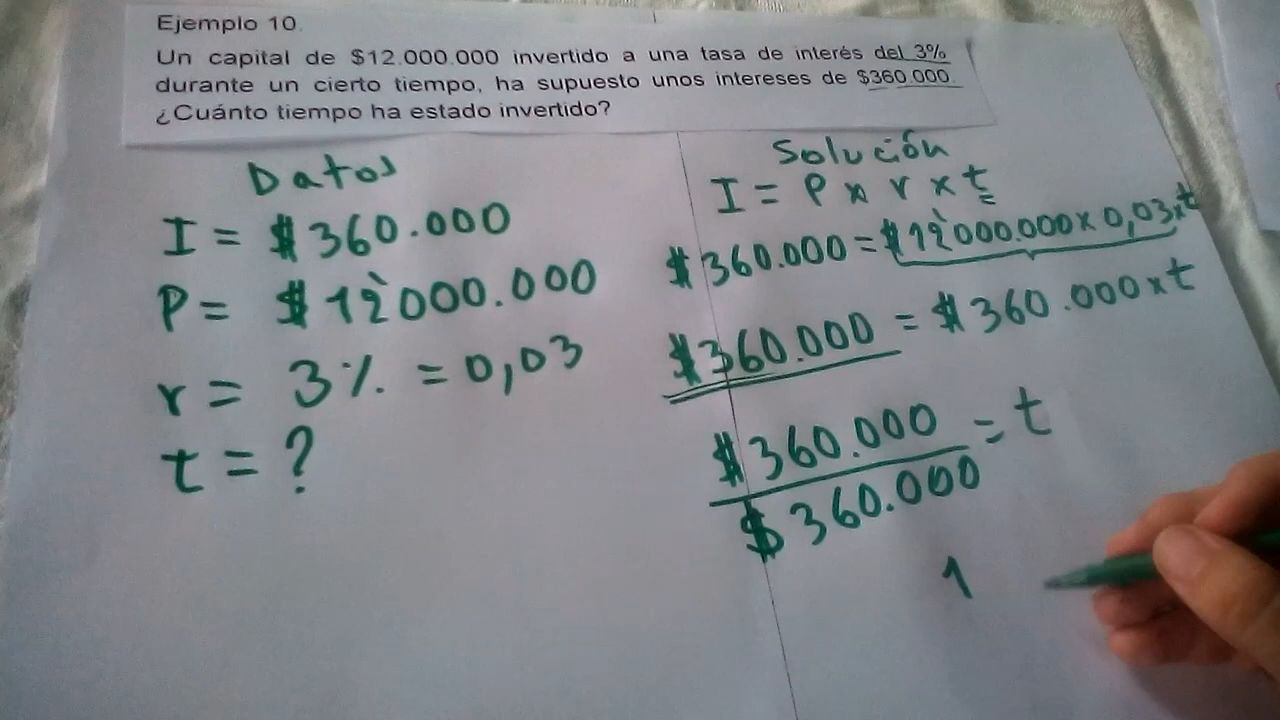 Ejemplo 10.
Un capital de $12.000.000 invertido a una tasa de interés del 3%
durante un cierto tiempo, ha supuesto unos intereses de $360.000.
¿Cuánto tiempo ha estado invertido?
Datos
I = $360.000
P = $12'000.000
r = 3% = 0,03
t = ?
Solución
I = P x r x t
$360.000 = $12'000.000 x 0,03 x t
$360.000 = $360.000 x t
$360.000 = t
$360.000
1